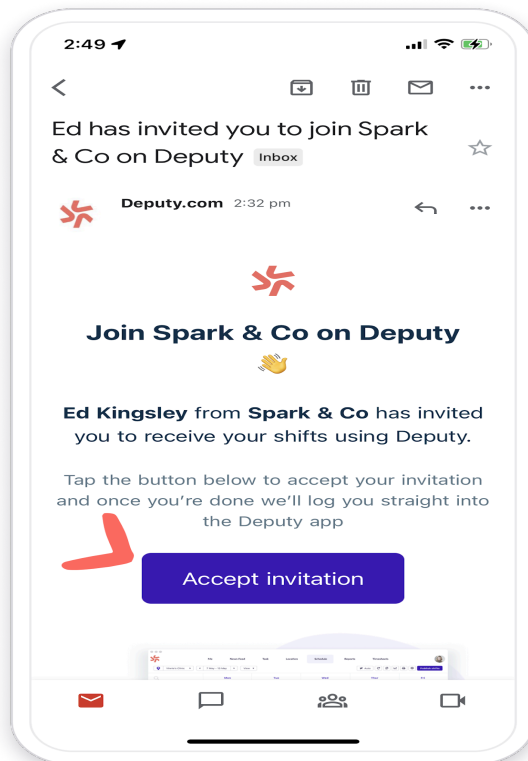 2:49
Ed has invited you to join Spark
& Co on Deputy Inbox
Deputy.com 2:32 pm
Join Spark & Co on Deputy
👋
Ed Kingsley from Spark & Co has invited
you to receive your shifts using Deputy.
Tap the button below to accept your invitation
and once you're done we'll log you straight into
the Deputy app
Accept invitation